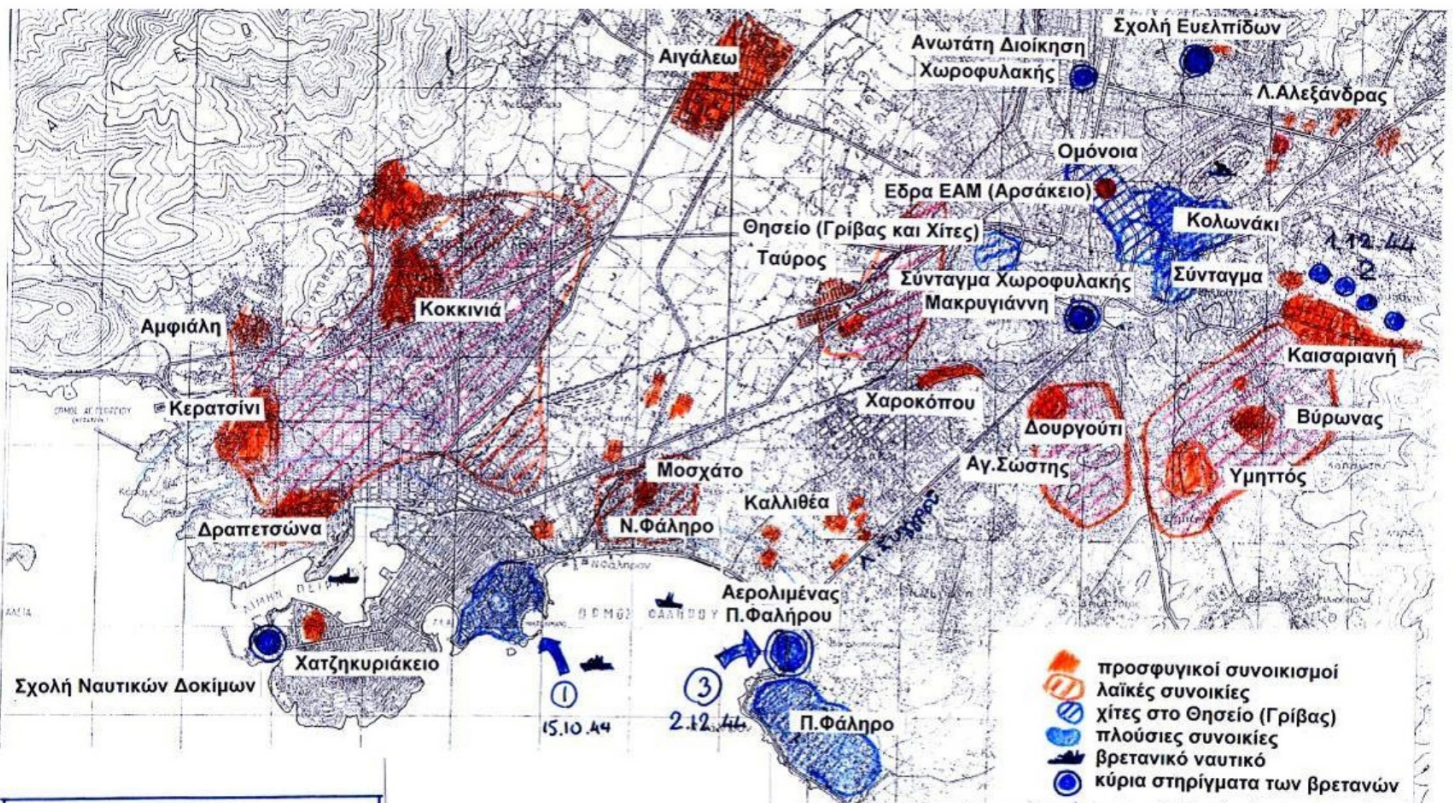 Σχολή Ευελπίδων
Ανωτάτη Διοίκηση
Χωροφυλακής
Αιγάλεω
Λ.Αλεξάνδρας
Ομόνοια
Εδρα ΕΑΜ (Αρσάκειο)
Κολωνάκι
Θησείο (Γρίβας και Χίτες)
1.12.44
2
Ταύρος
Σύνταγμα Χωροφυλακής
Μακρυγιάννη
Σύνταγμα
Κοκκινιά
Αμφιάλη
Καισαριανή
Κερατσίνι
Χαροκόπου
Δουργούτι
Βύρωνας
Αγ.Σώστης
Υμηττός
Μοσχάτο
Δραπετσώνα
Ν.Φάληρο
Καλλιθέα
ΟΡΜΟΣ ΦΑΛΗΡΟΥ
Αερολιμένας
Π.Φαλήρου
Χατζηκυριάκειο
Σχολή Ναυτικών Δοκίμων
1
15.10.44
3
2.12.44
Π.Φάληρο
προσφυγικοί συνοικισμοί
λαϊκές συνοικίες
χίτες στο Θησείο (Γρίβας)
πλούσιες συνοικίες
βρετανικό ναυτικό
κύρια στηρίγματα των βρετανών